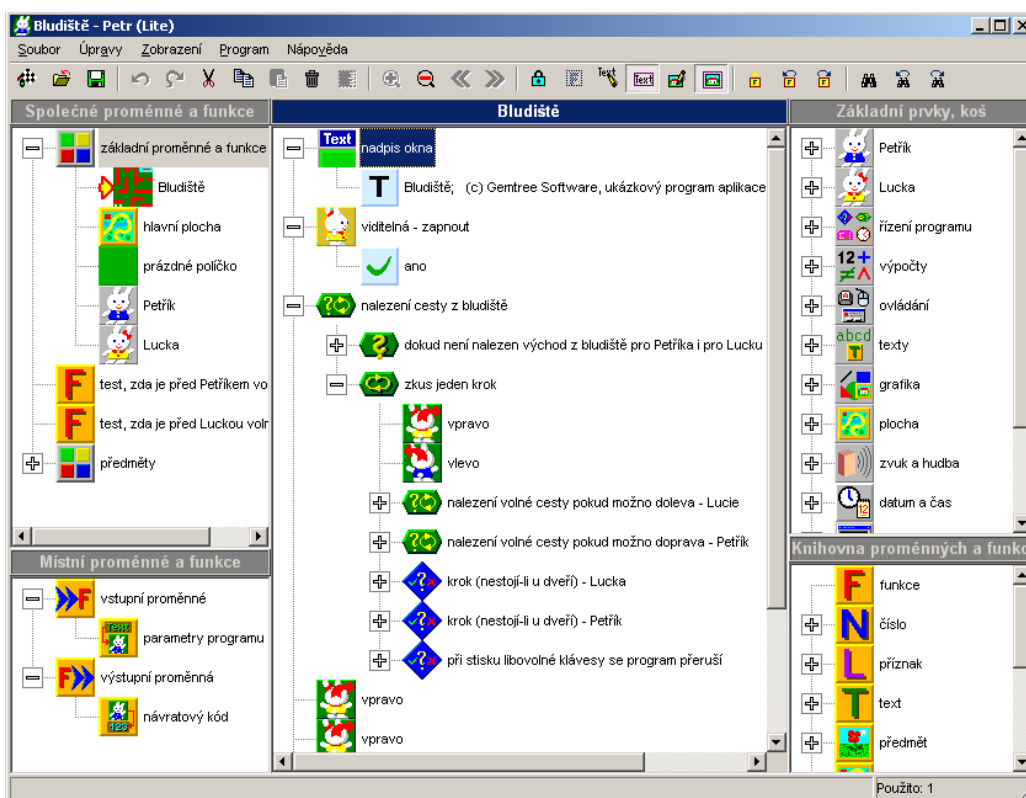 Bludiště - Petr (Lite)
Soubor Úpravy Zobrazení Program Nápověda
Společné proměnné a funkce
základní proměnné a funkce
Bludiště
hlavní plocha
prázdné políčko
Petřík
Lucka
test, zda je před Petříkem vo
test, zda je před Luckou volr
předměty
Místní proměnné a funkce
vstupní proměnné
parametry programu
výstupní proměnná
návratový kód
Bludiště
nadpis okna
Bludiště; (c) Gemtree Software, ukázkový program aplikace
viditelná - zapnout
ano
nalezení cesty z bludiště
dokud není nalezen východ z bludiště pro Petříka i pro Lucku
zkus jeden krok
vpravo
vlevo
nalezení volné cesty pokud možno doleva - Lucie
nalezení volné cesty pokud možno doprava - Petřík
krok (nestojí-li u dveří) - Lucka
krok (nestojí-li u dveří) - Petřík
při stisku libovolné klávesy se program přeruší
vpravo
vpravo
Základní prvky, koš
Petřík
Lucka
řízení programu
výpočty
ovládání
texty
grafika
plocha
zvuk a hudba
datum a čas
Knihovna proměnných a funkc
funkce
číslo
příznak
text
předmět
Použito: 1